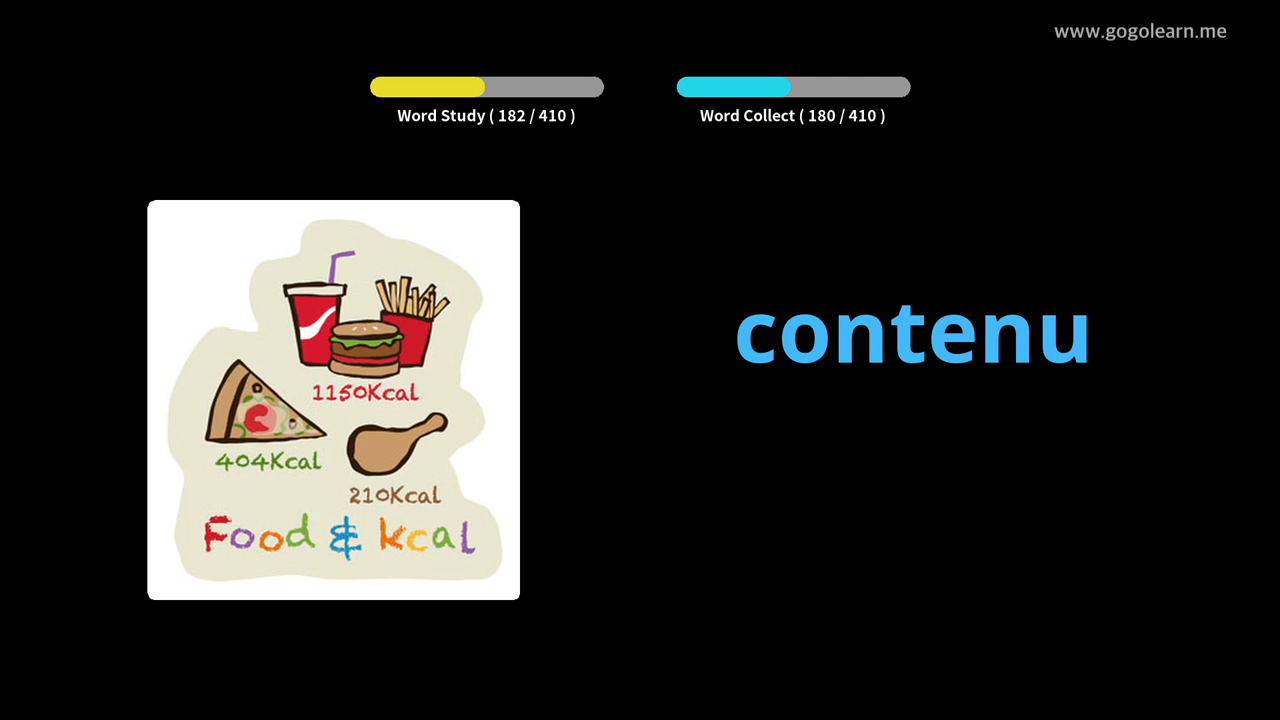 www.gogolearn.me
Word Study ( 182 / 410 )
Word Collect ( 180 / 410 )
1150Kcal
404Kcal
210Kcal
Food & kcal
contenu